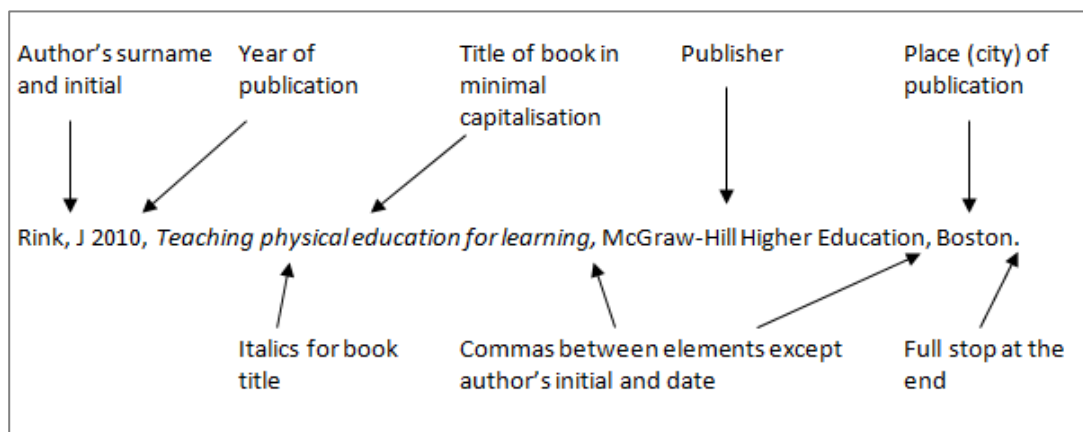 Author's surname
and initial
Year of
publication
Title of book in
minimal
capitalisation
Publisher
Place (city) of
publication
Rink, J 2010, Teaching physical education for learning, McGraw-Hill Higher Education, Boston.
Italics for book
title
Commas between elements except
author's initial and date
Full stop at the
end